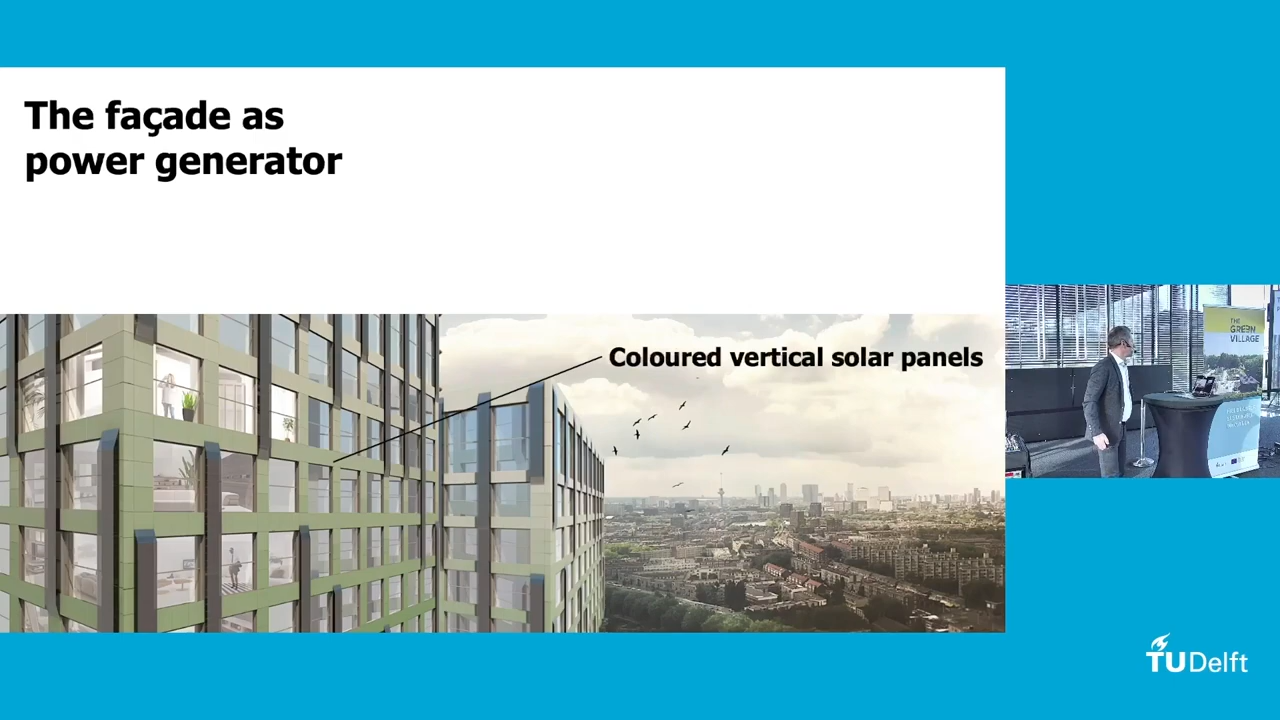 The façade as
power generator
Coloured vertical solar panels
THE
GREEN
VILLAGE
TU Delft